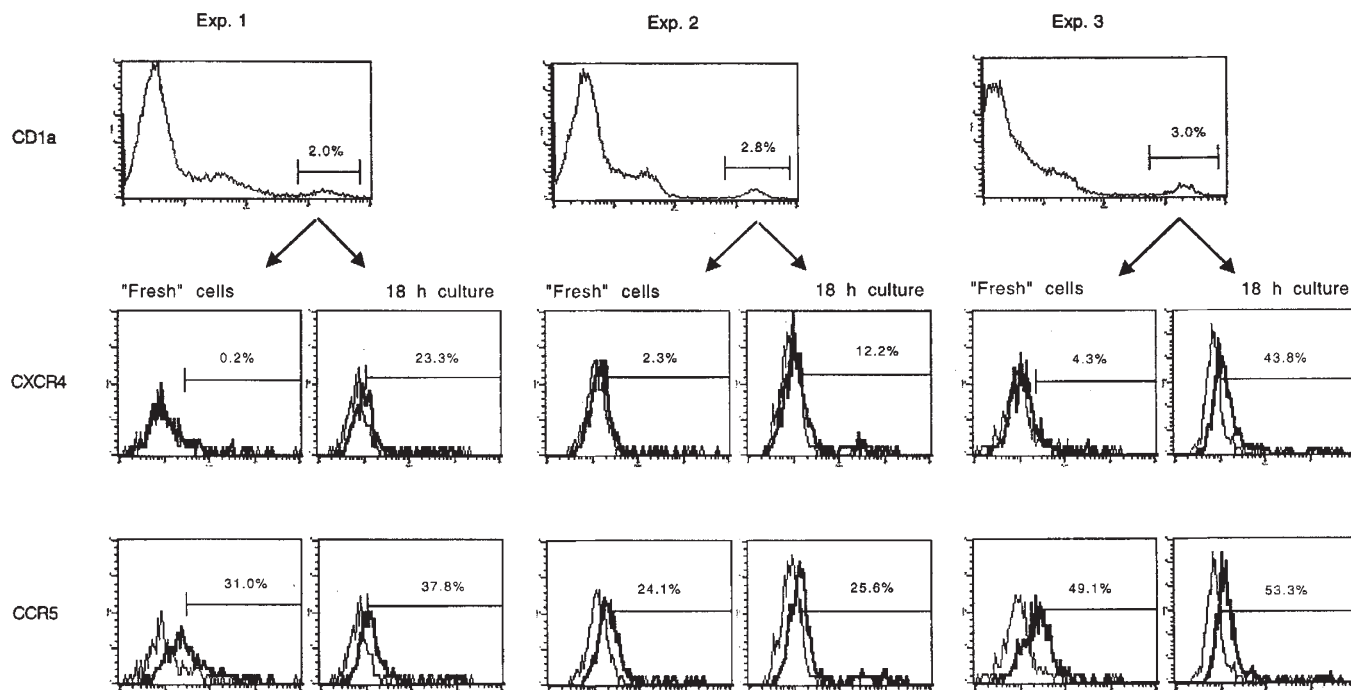 Exp. 1 Exp. 2 Exp. 3
CD1a
2.0% 2.8% 3.0%
"Fresh" cells 18 h culture "Fresh" cells 18 h culture "Fresh" cells 18 h culture
CXCR4
0.2% 23.3% 2.3% 12.2% 4.3% 43.8%
CCR5
31.0% 37.8% 24.1% 25.6% 49.1% 53.3%